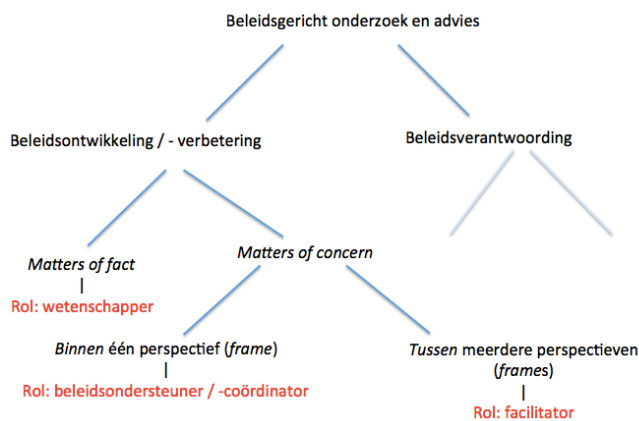 Beleidsgericht onderzoek en advies
Beleidsontwikkeling / - verbetering
Beleidsverantwoording
Matters of fact
Rol: wetenschapper
Matters of concern
Binnen één perspectief (frame)
Rol: beleidsondersteuner / -coördinator
Tussen meerdere perspectieven
(frames)
Rol: facilitator